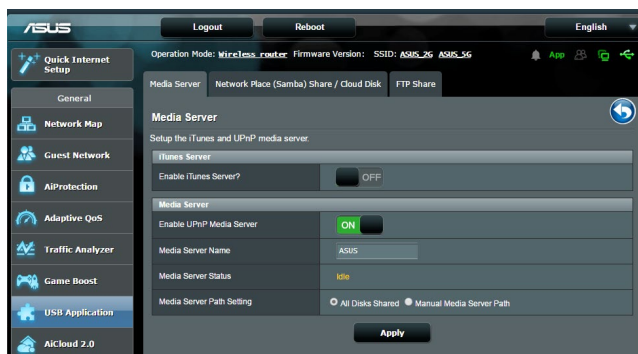 ASUS
Logout
Reboot
English
Quick Internet
Setup
Operation Mode: Wireless router Firmware Version: SSID: ASUS_2G ASUS_5G
App
Media Server
Network Place (Samba) Share / Cloud Disk
FTP Share
General
Network Map
Guest Network
AiProtection
Adaptive QoS
Traffic Analyzer
Game Boost
USB Application
AiCloud 2.0
Media Server
Setup the iTunes and UPnP media server.
iTunes Server
Enable iTunes Server?
OFF
Media Server
Enable UPnP Media Server
ON
Media Server Name
ASUS
Media Server Status
Idle
Media Server Path Setting
All Disks Shared
Manual Media Server Path
Apply